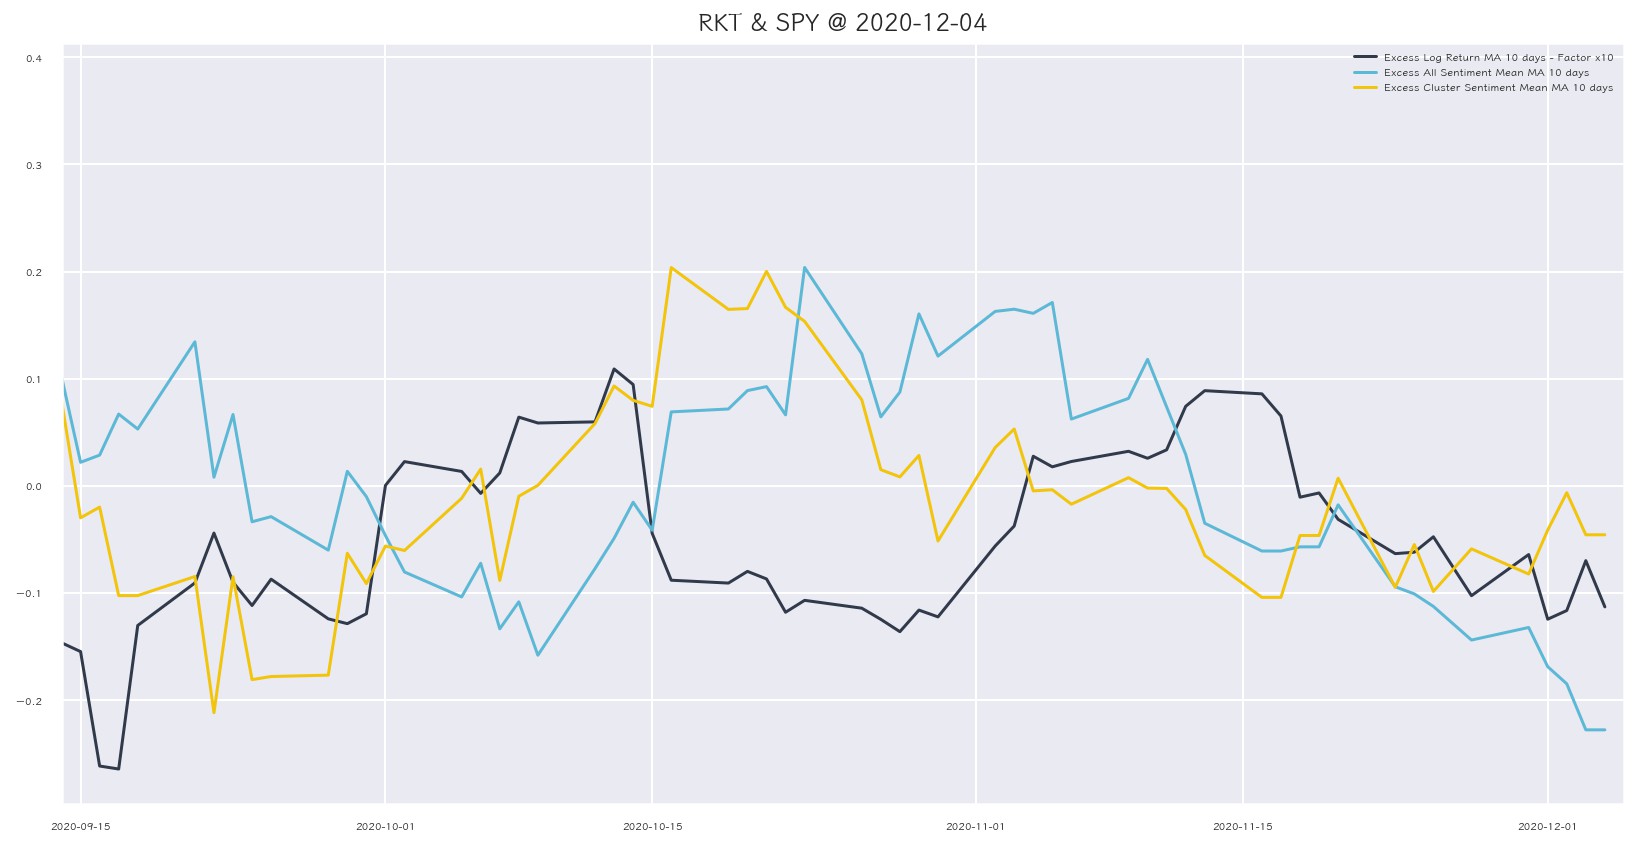 RKT & SPY @ 2020-12-04
Excess Log Return MA 10 days - Factor x10
Excess All Sentiment Mean MA 10 days
Excess Cluster Sentiment Mean MA 10 days
0.4
0.3
0.2
0.1
0.0
−0.1
−0.2
2020-09-15 2020-10-01 2020-10-15 2020-11-01 2020-11-15 2020-12-01